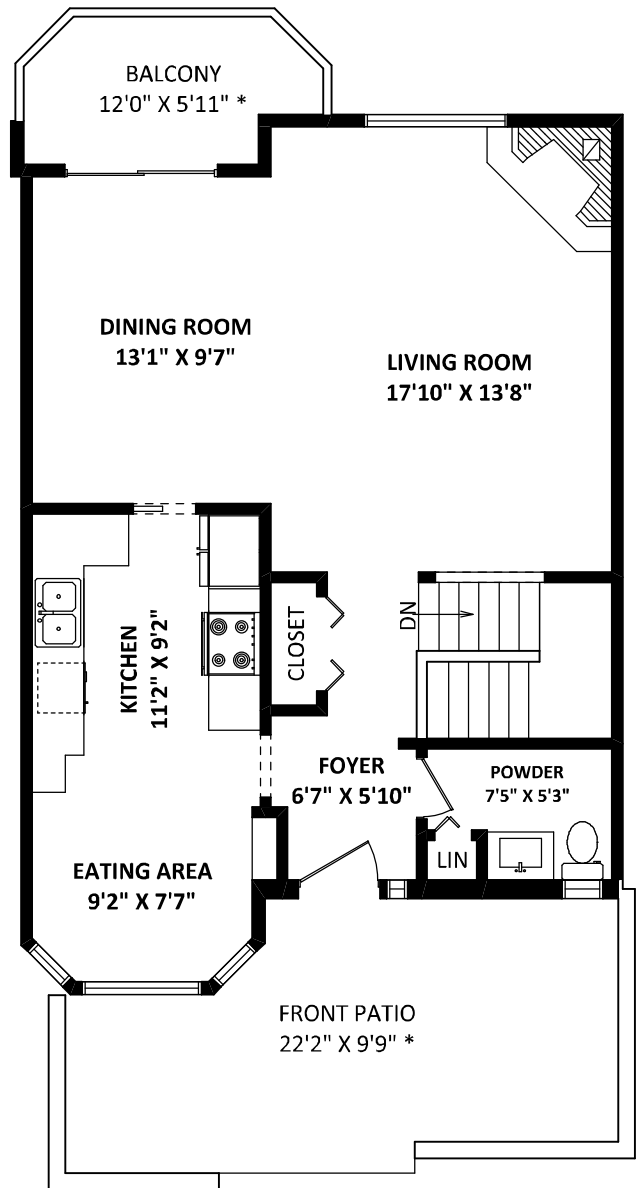 BALCONY
12'0" X 5'11" *
DINING ROOM
13'1" X 9'7"
LIVING ROOM
17'10" X 13'8"
KITCHEN
11'2" X 9'2"
CLOSET
DN
FOYER
6'7" X 5'10"
POWDER
7'5" X 5'3"
LIN
EATING AREA
9'2" X 7'7"
FRONT PATIO
22'2" X 9'9" *